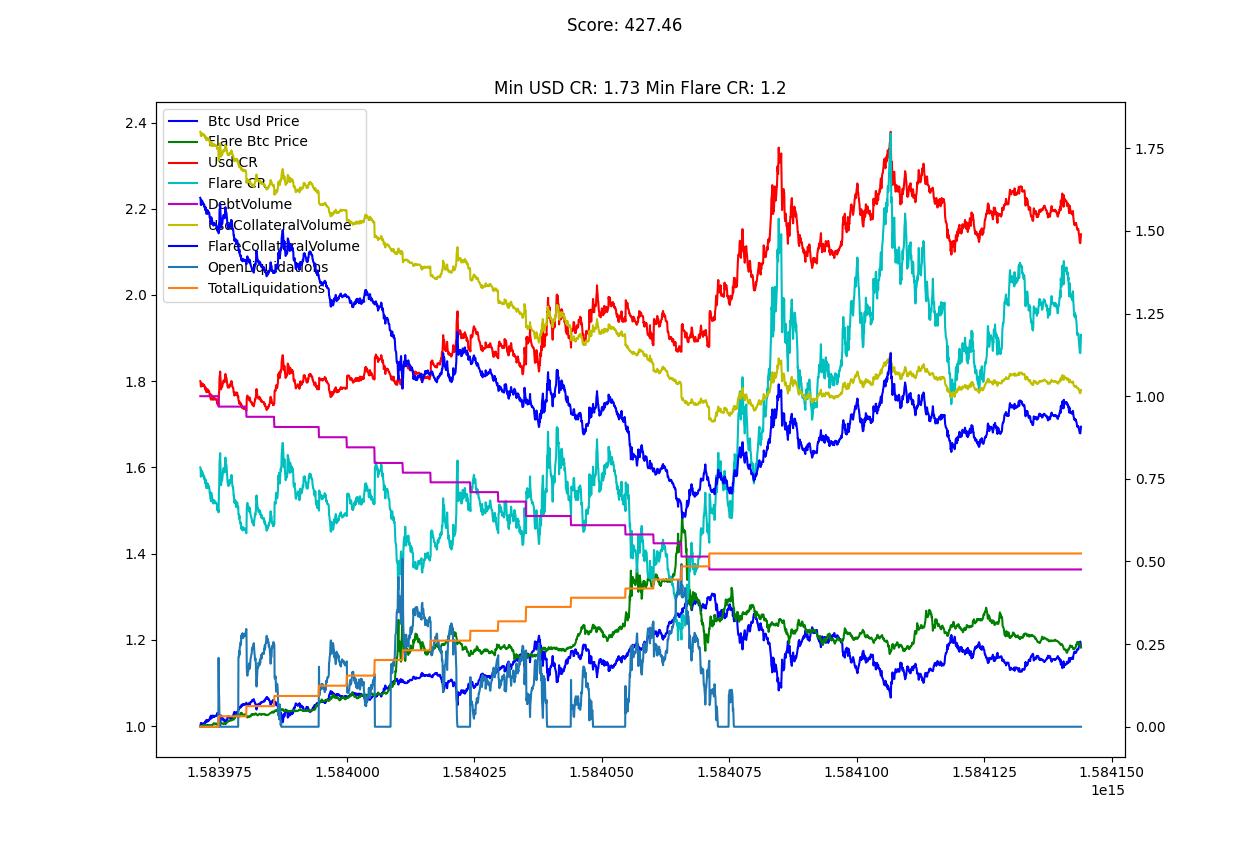 Score: 427.46
Min USD CR: 1.73 Min Flare CR: 1.2
Btc Usd Price
Flare Btc Price
Usd CR
Flare CR
DebtVolume
UsdCollateralVolume
FlareCollateralVolume
OpenLiquidations
TotalLiquidations
2.4
2.2
2.0
1.8
1.6
1.4
1.2
1.0
1.75
1.50
1.25
1.00
0.75
0.50
0.25
0.00
1.583975 1.584000 1.584025 1.584050 1.584075 1.584100 1.584125 1.584150
1e15